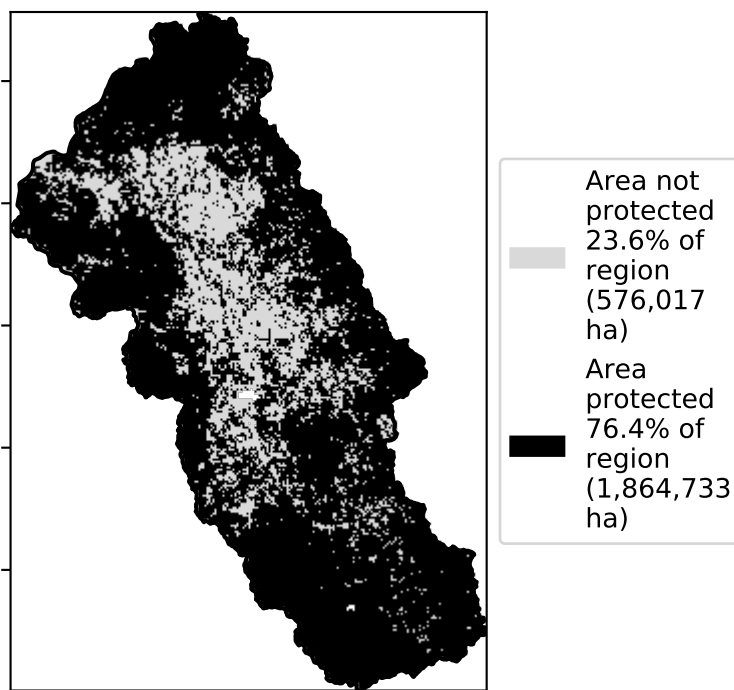 Area not
protected
23.6% of
region
(576,017
ha)
Area
protected
76.4% of
region
(1,864,733
ha)